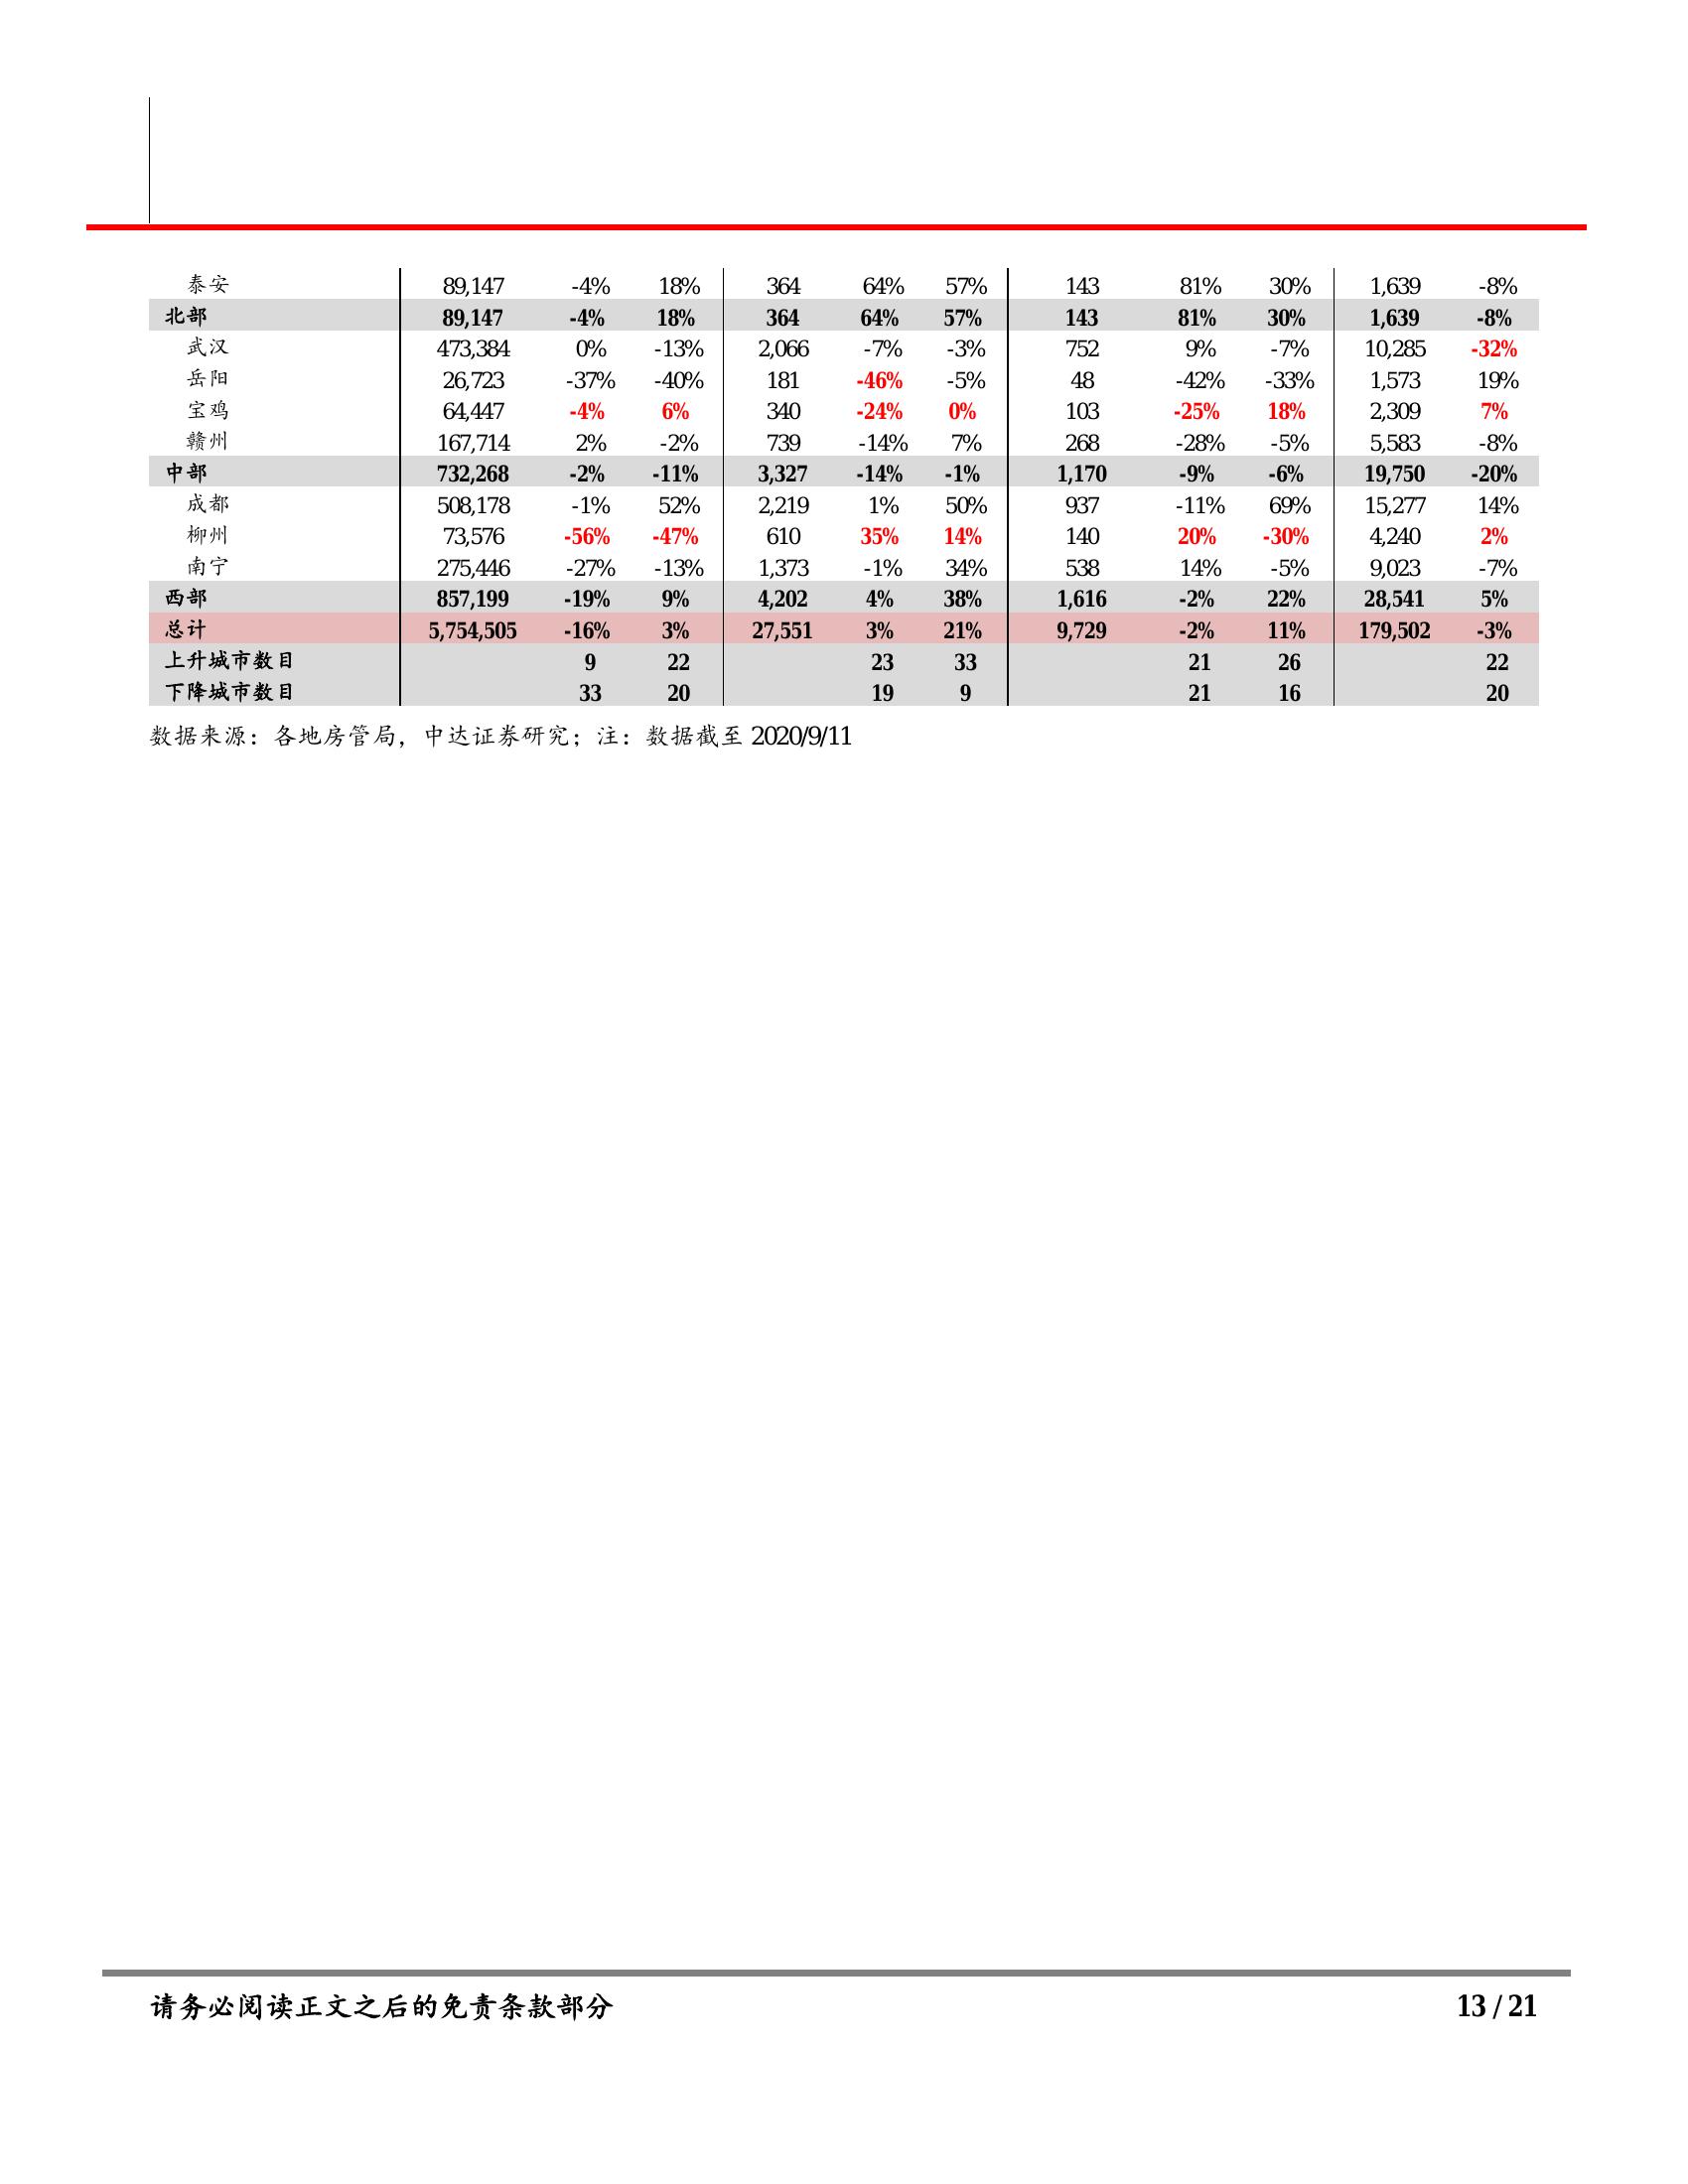 泰安 89,147 -4% 18% 364 64% 57% 143 81% 30% 1,639 -8%
北部 89,147 -4% 18% 364 64% 57% 143 81% 30% 1,639 -8%
武汉 473,384 0% -13% 2,066 -7% -3% 752 9% -7% 10,285 -32%
岳阳 26,723 -37% -40% 181 -46% -5% 48 -42% -33% 1,573 19%
宝鸡 64,447 -4% 6% 340 -24% 0% 103 -25% 18% 2,309 7%
赣州 167,714 2% -2% 739 -14% 7% 268 -28% -5% 5,583 -8%
中部 732,268 -2% -11% 3,327 -14% -1% 1,170 -9% -6% 19,750 -20%
成都 508,178 -1% 52% 2,219 1% 50% 937 -11% 69% 15,277 14%
柳州 73,576 -56% -47% 610 35% 14% 140 20% -30% 4,240 2%
南宁 275,446 -27% -13% 1,373 -1% 34% 538 14% -5% 9,023 -7%
西部 857,199 -19% 9% 4,202 4% 38% 1,616 -2% 22% 28,541 5%
总计 5,754,505 -16% 3% 27,551 3% 21% 9,729 -2% 11% 179,502 -3%
上升城市数目 9 22 23 33 21 26 22
下降城市数目 33 20 19 9 21 16 20
数据来源：各地房管局，中达证券研究；注：数据截至 2020/9/11
请务必阅读正文之后的免责条款部分 13 / 21